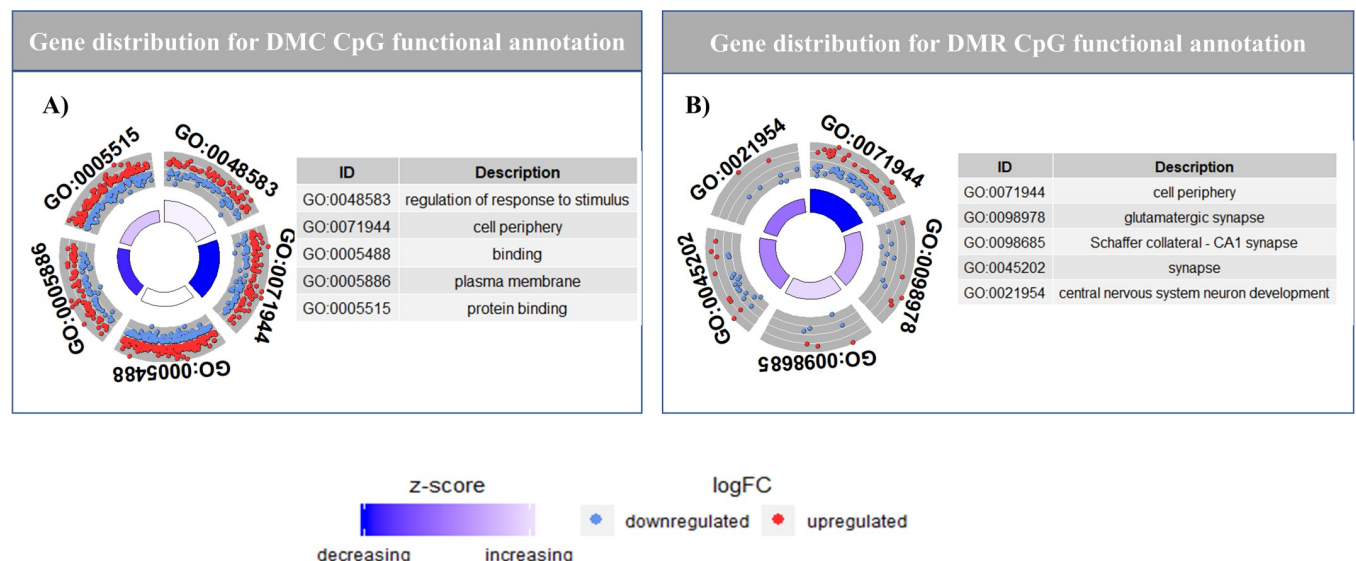 Gene distribution for DMC CpG functional annotation
A)
GO:0005515
GO:0048583
GO:0071944
GO:0005488
GO:0005886
ID Description
GO:0048583 regulation of response to stimulus
GO:0071944 cell periphery
GO:0005488 binding
GO:0005886 plasma membrane
GO:0005515 protein binding
Gene distribution for DMR CpG functional annotation
B)
GO:0021954
GO:0071944
GO:0098978
GO:0098685
GO:0045202
ID Description
GO:0071944 cell periphery
GO:0098978 glutamatergic synapse
GO:0098685 Schaffer collateral - CA1 synapse
GO:0045202 synapse
GO:0021954 central nervous system neuron development
z-score
decreasing increasing
logFC
downregulated upregulated